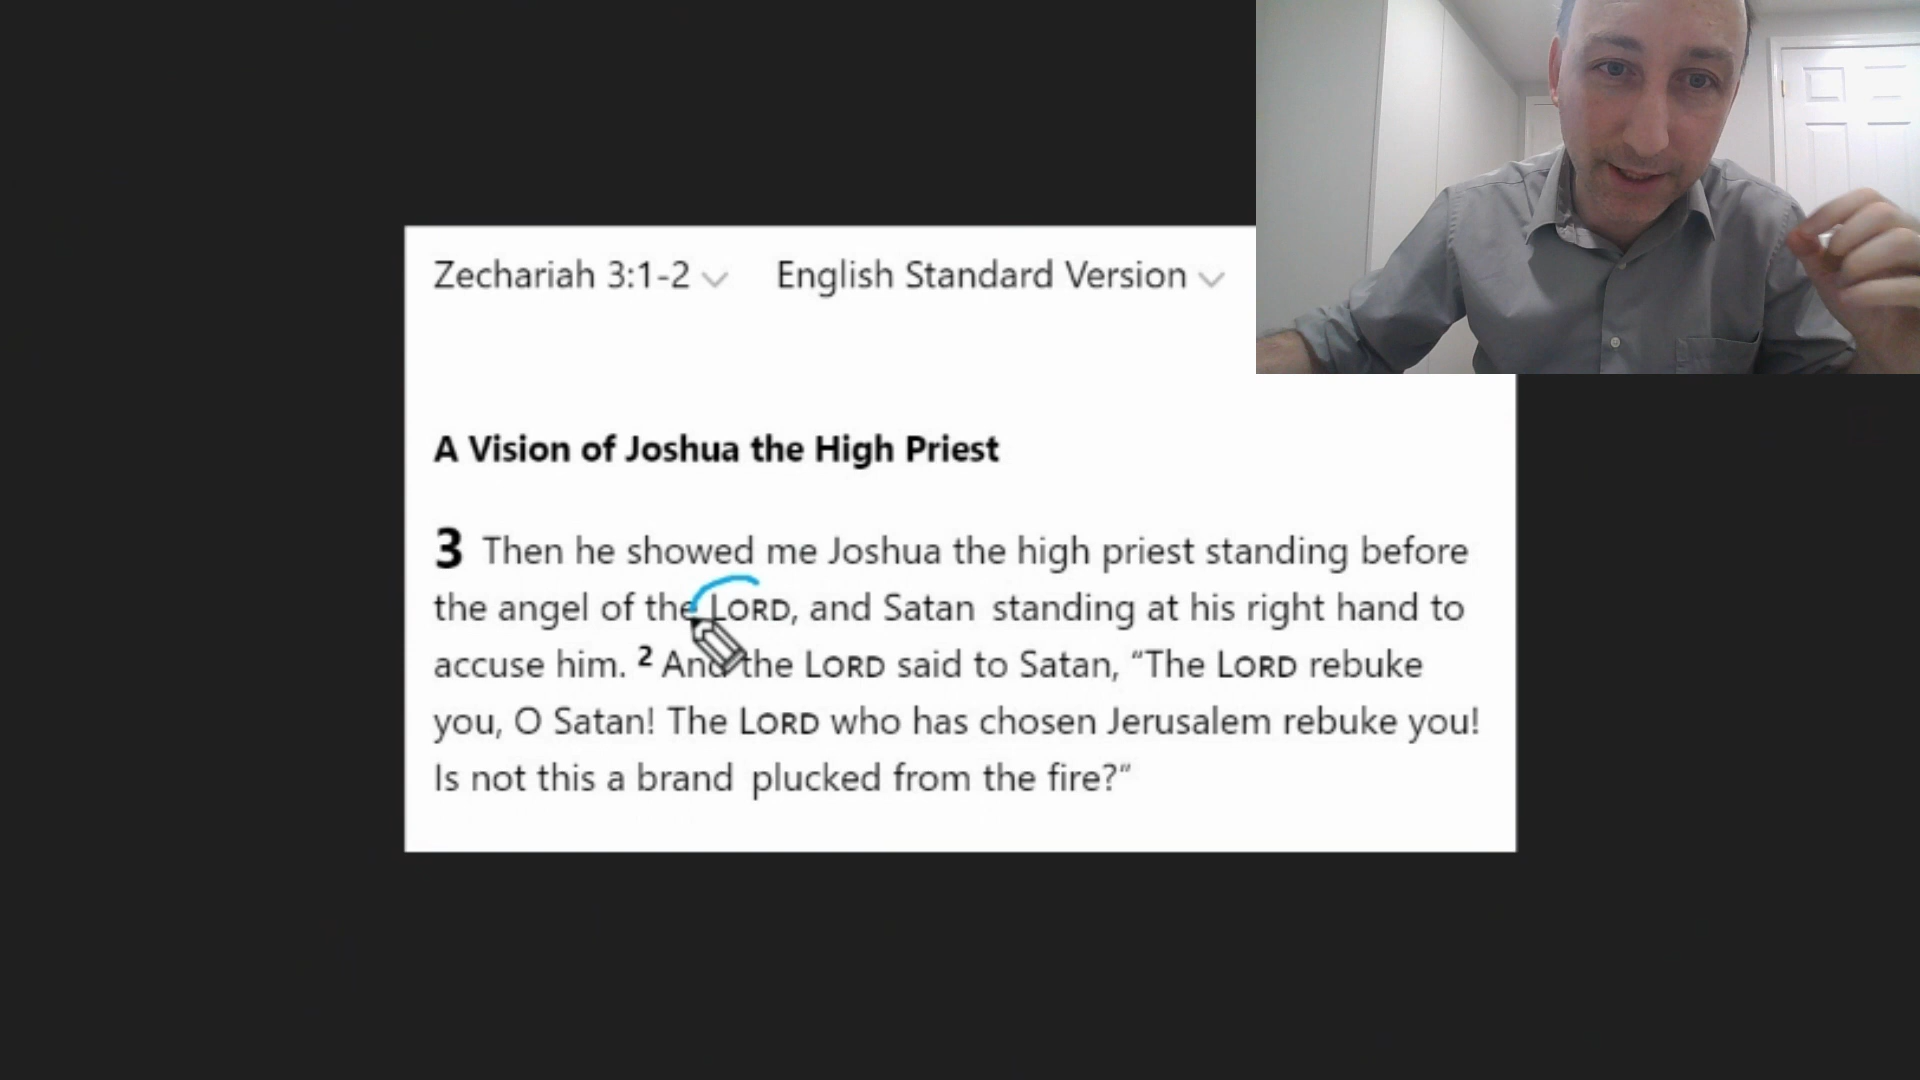 Zechariah 3:1-2 English Standard Version
A Vision of Joshua the High Priest
3 Then he showed me Joshua the high priest standing before
the angel of the LORD, and Satan standing at his right hand to
accuse him. 2 And the LORD said to Satan, “The LORD rebuke
you, O Satan! The LORD who has chosen Jerusalem rebuke you!
Is not this a brand plucked from the fire?”